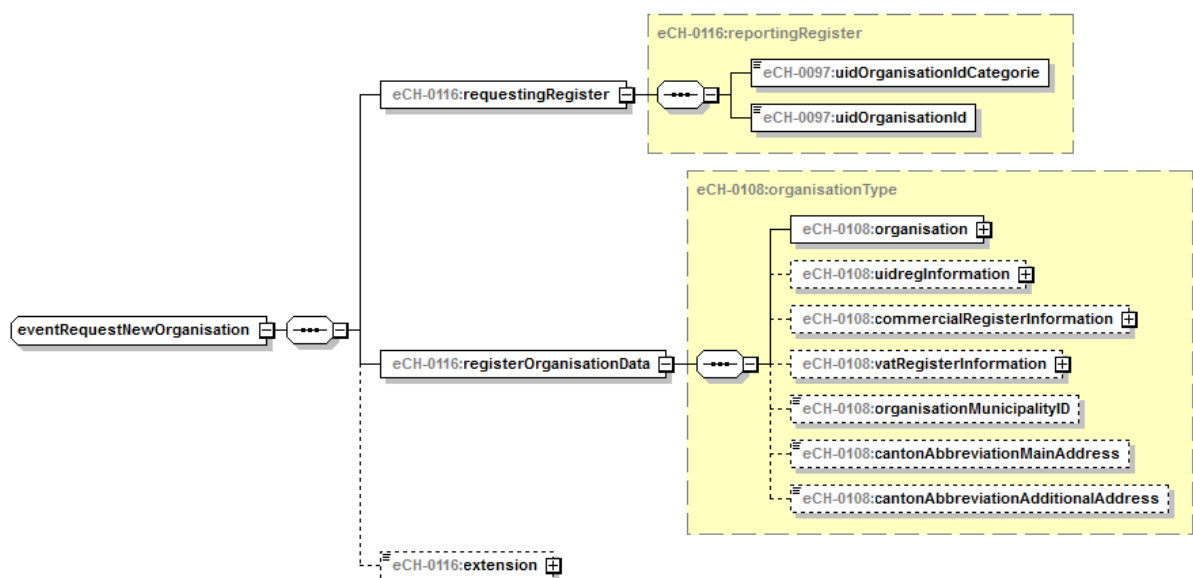 eCH-0116:reportingRegister
eCH-0097:uidOrganisationIdCategorie
eCH-0116:requestingRegister
eCH-0097:uidOrganisationId
eCH-0108:organisationType
eCH-0108:organisation
eCH-0108:uidregInformation
eCH-0108:commercialRegisterInformation
eventRequestNewOrganisation
eCH-0116:registerOrganisationData
eCH-0108:vatRegisterInformation
eCH-0108:organisationMunicipalityID
eCH-0108:cantonAbbreviationMainAddress
eCH-0108:cantonAbbreviationAdditionalAddress
eCH-0116:extension